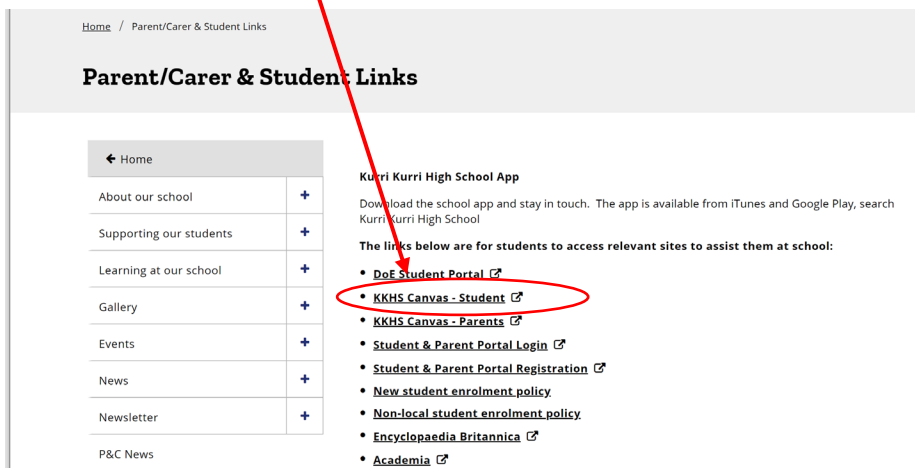 Home / Parent/Carer & Student Links
Parent/Carer & Student Links
Home
About our school
Supporting our students
Learning at our school
Gallery
Events
News
Newsletter
P&C News
Kurri Kurri High School App
Download the school app and stay in touch. The app is available from iTunes and Google Play, search
Kurri Kurri High School
The links below are for students to access relevant sites to assist them at school:
• DoE Student Portal
• KKHS Canvas - Student
• KKHS Canvas - Parents
• Student & Parent Portal Login
• Student & Parent Portal Registration
• New student enrolment policy
• Non-local student enrolment policy
• Encyclopaedia Britannica
• Academia